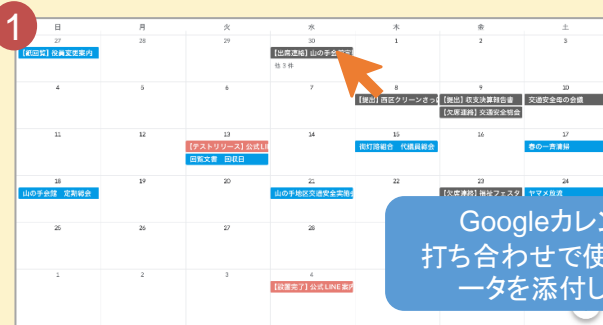 1
日 月 火 水 木 金 土
27 28 29 30 1 2 3
【紙回覧】役員変更案内
【出席連絡】山の手会館定
他 3 件
4 5 6 7 8 9 10
【提出】西区クリーンさっぽ 【提出】収支決算報告書 交通安全母の会議
【欠席連絡】交通安全総会
11 12 13 14 15 16 17
【テストリリース】公式LI 街灯組合 代議員総会 春の一斉清掃
回覧文書 回収日
18 19 20 21 22 23 24
山の手会館 定期総会 山の手地区交通安全実施 【欠席連絡】福祉フェスタ ヤマメ放流
25 26 27 28
1 2 3 4
【設置完了】公式LINE案内
Googleカレン
打ち合わせで使
ータを添付し